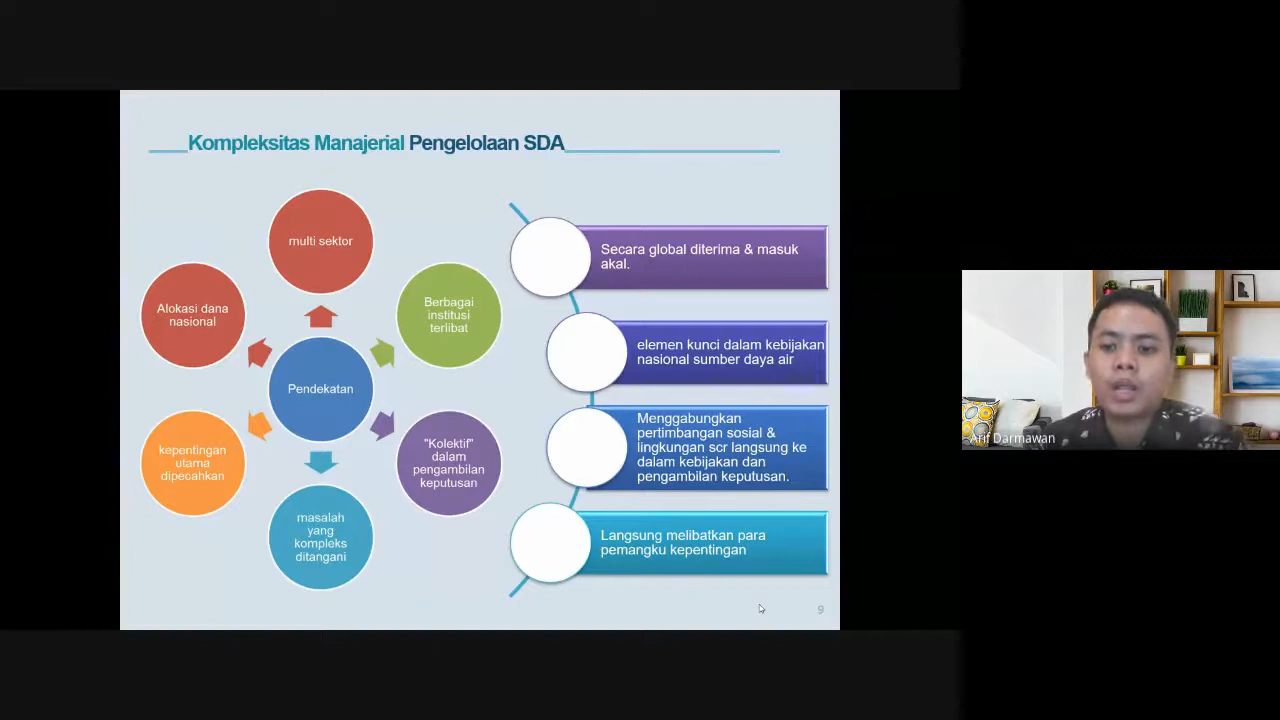 Kompleksitas Manajerial Pengelolaan SDA
multi sektor
Alokasi dana
nasional
Berbagai
institusi
terlibat
Pendekatan
kepentingan
utama
dipecahkan
"Kolektif"
dalam
pengambilan
keputusan
masalah
yang
kompleks
ditangani
Secara global diterima & masuk
akal.
elemen kunci dalam kebijakan
nasional sumber daya air
Menggabungkan
pertimbangan sosial &
lingkungan scr langsung ke
dalam kebijakan dan
pengambilan keputusan.
Langsung melibatkan para
pemangku kepentingan
9
Arif Darmawan